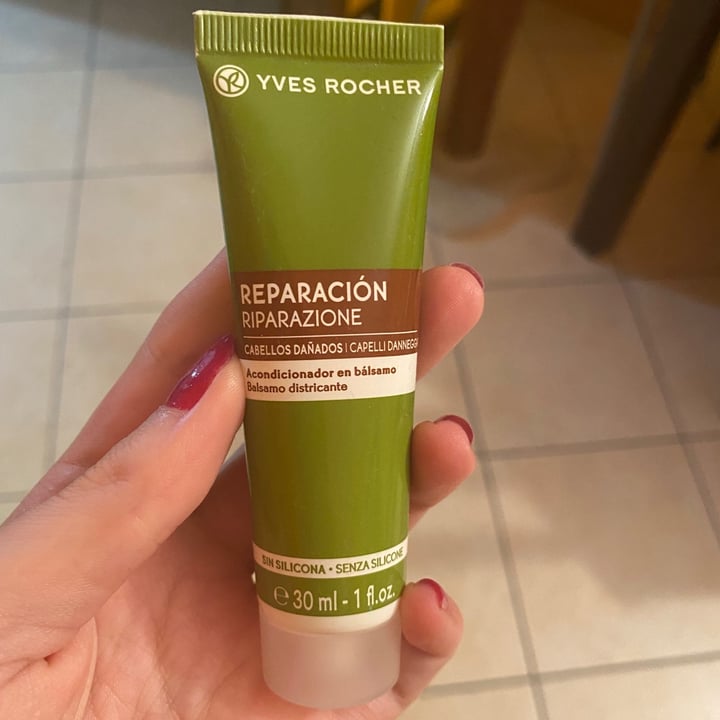 YVES ROCHER
REPARACIÓN
RIPARAZIONE
CABELLOS DAÑADOS | CAPELLI
Acondicionador en bálsamo
Balsamo districante
SIN SILICONA • SENZA SILICONE
℮ 30 ml - 1 fl.oz.